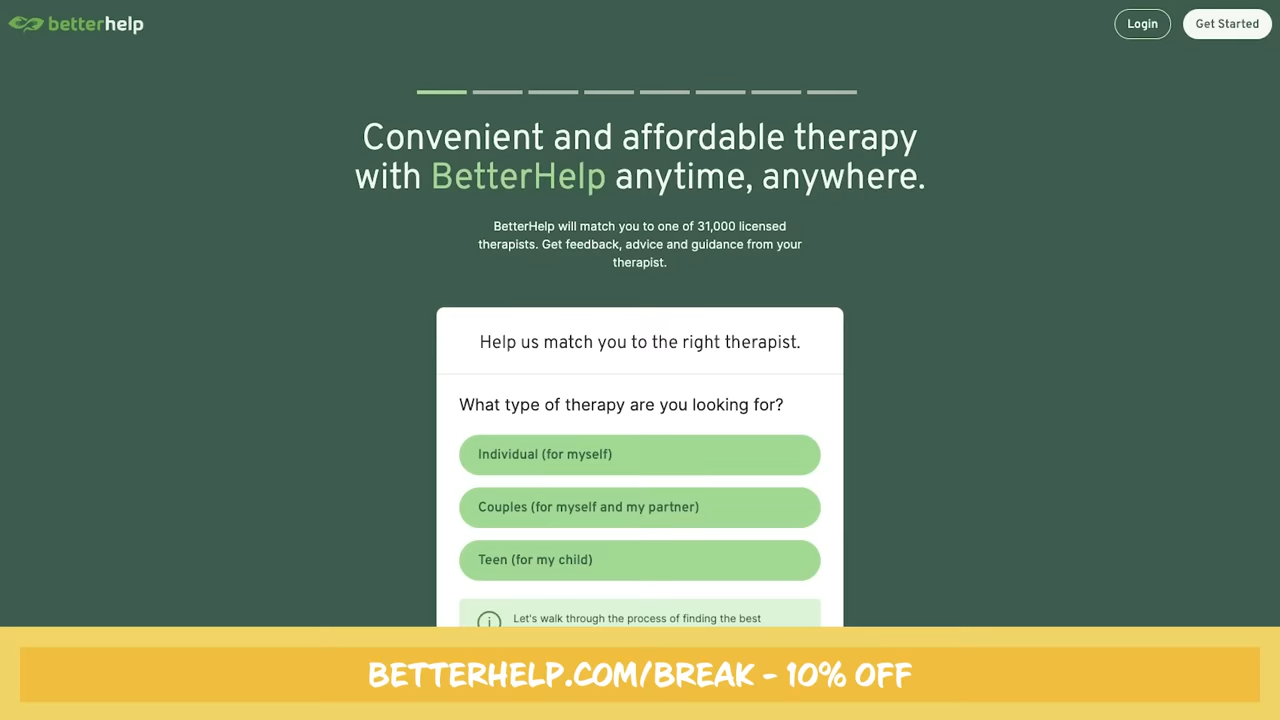 betterhelp
Login
Get Started
Convenient and affordable therapy
with BetterHelp anytime, anywhere.
BetterHelp will match you to one of 31,000 licensed
therapists. Get feedback, advice and guidance from your
therapist.
Help us match you to the right therapist.
What type of therapy are you looking for?
Individual (for myself)
Couples (for myself and my partner)
Teen (for my child)
Let's walk through the process of finding the best
BETTERHELP.COM/BREAK - 10% OFF